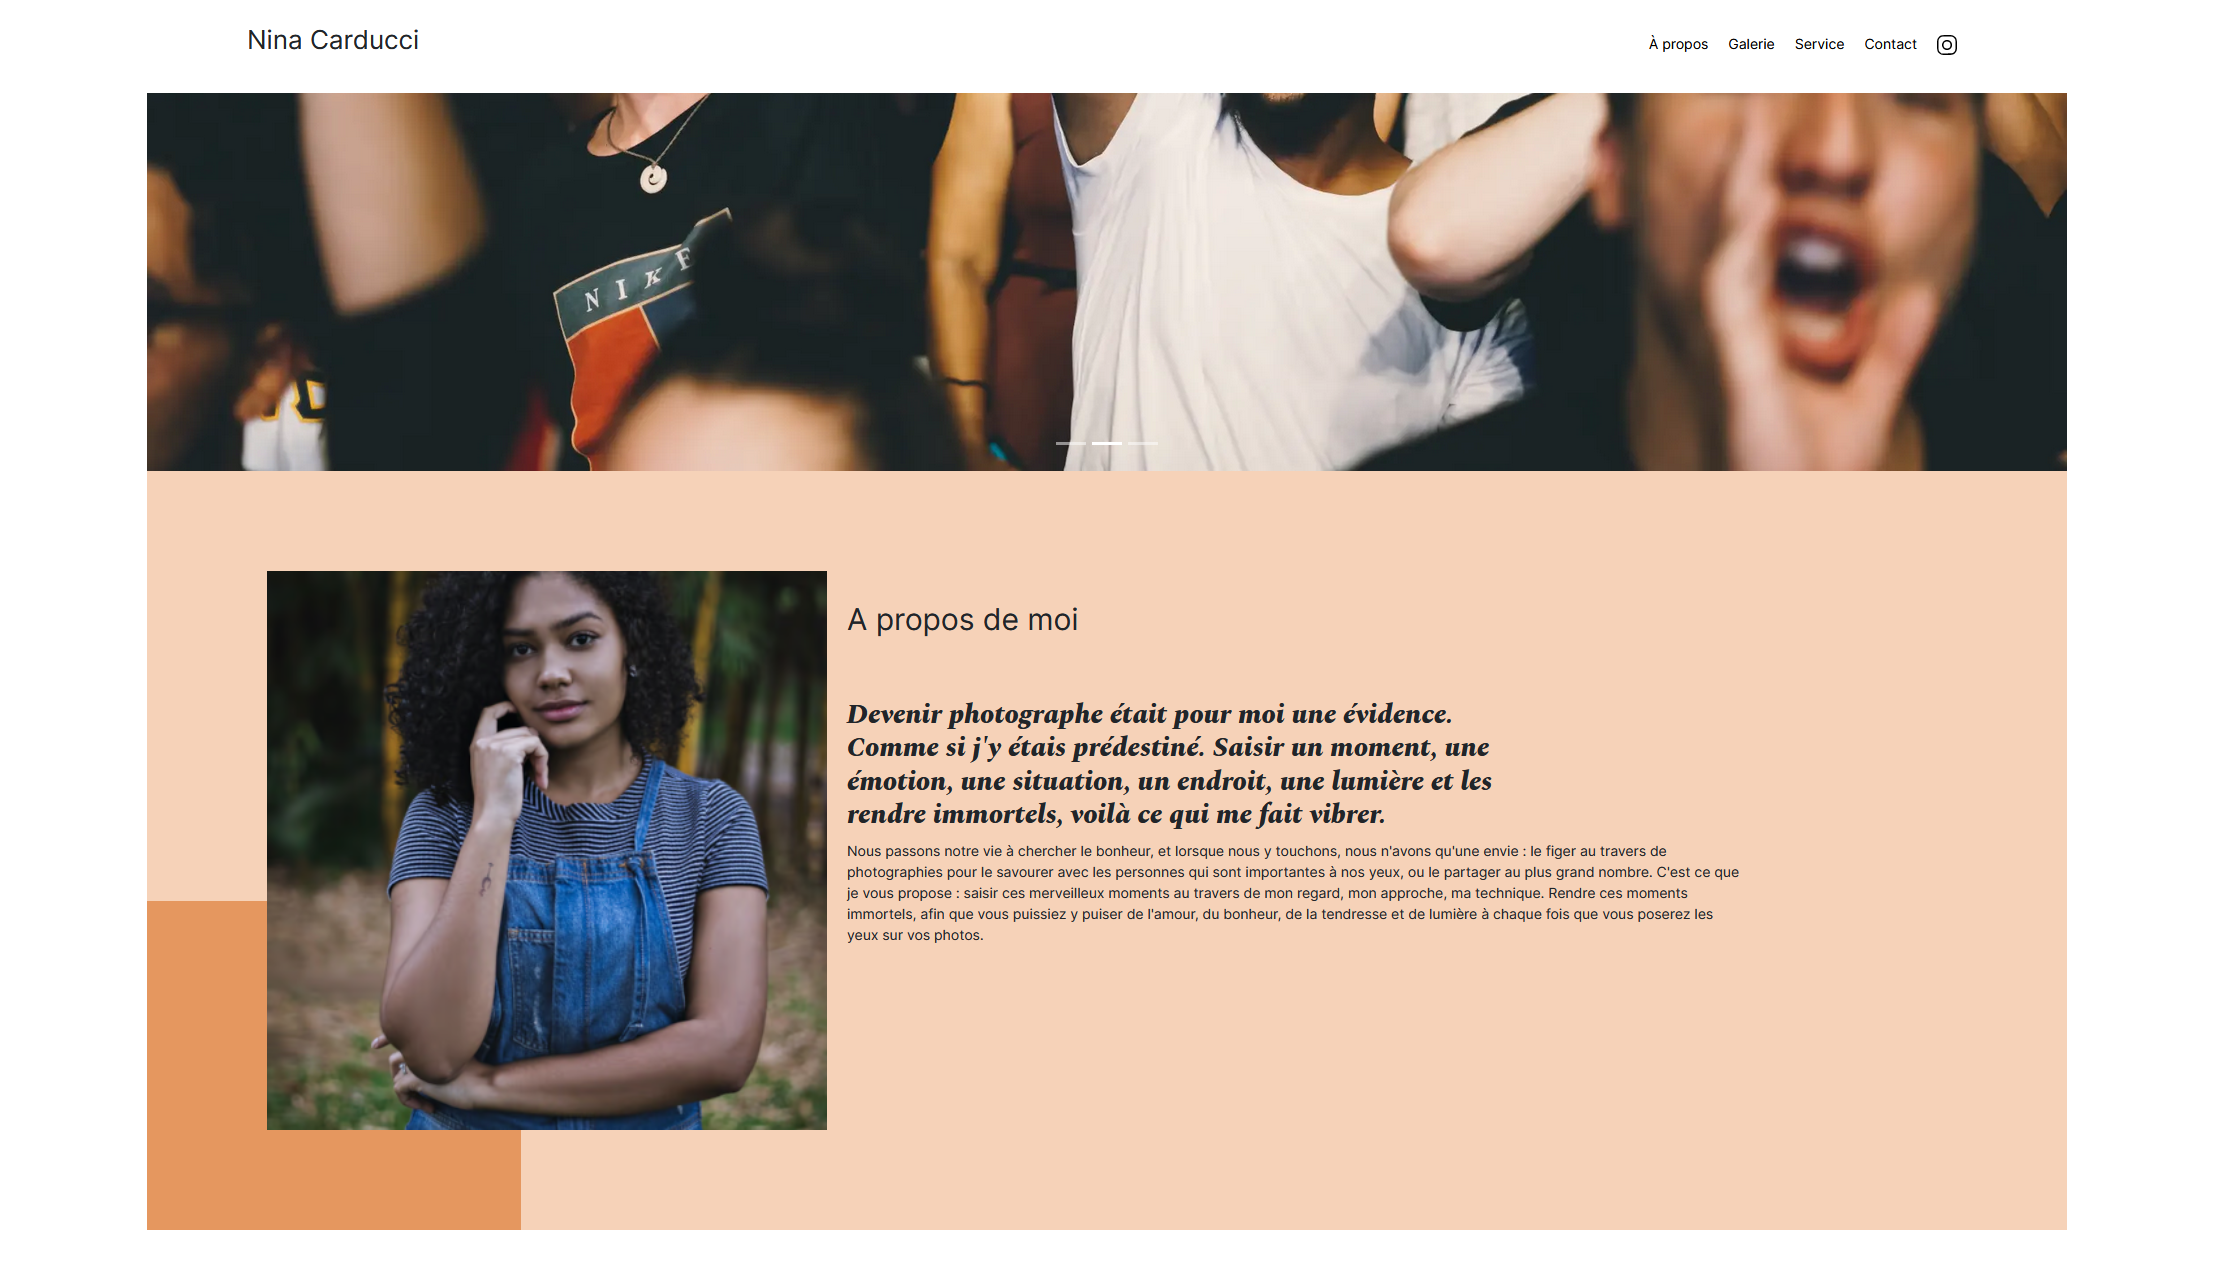 Nina Carducci
À propos Galerie Service Contact
NIKE
A propos de moi
Devenir photographe était pour moi une évidence.
Comme si j'y étais prédestiné. Saisir un moment, une
émotion, une situation, un endroit, une lumière et les
rendre immortels, voilà ce qui me fait vibrer.
Nous passons notre vie à chercher le bonheur, et lorsque nous y touchons, nous n'avons qu'une envie : le figer au travers de
photographies pour le savourer avec les personnes qui sont importantes à nos yeux, ou le partager au plus grand nombre. C'est ce que
je vous propose : saisir ces merveilleux moments au travers de mon regard, mon approche, ma technique. Rendre ces moments
immortels, afin que vous puissiez y puiser de l'amour, du bonheur, de la tendresse et de lumière à chaque fois que vous poserez les
yeux sur vos photos.